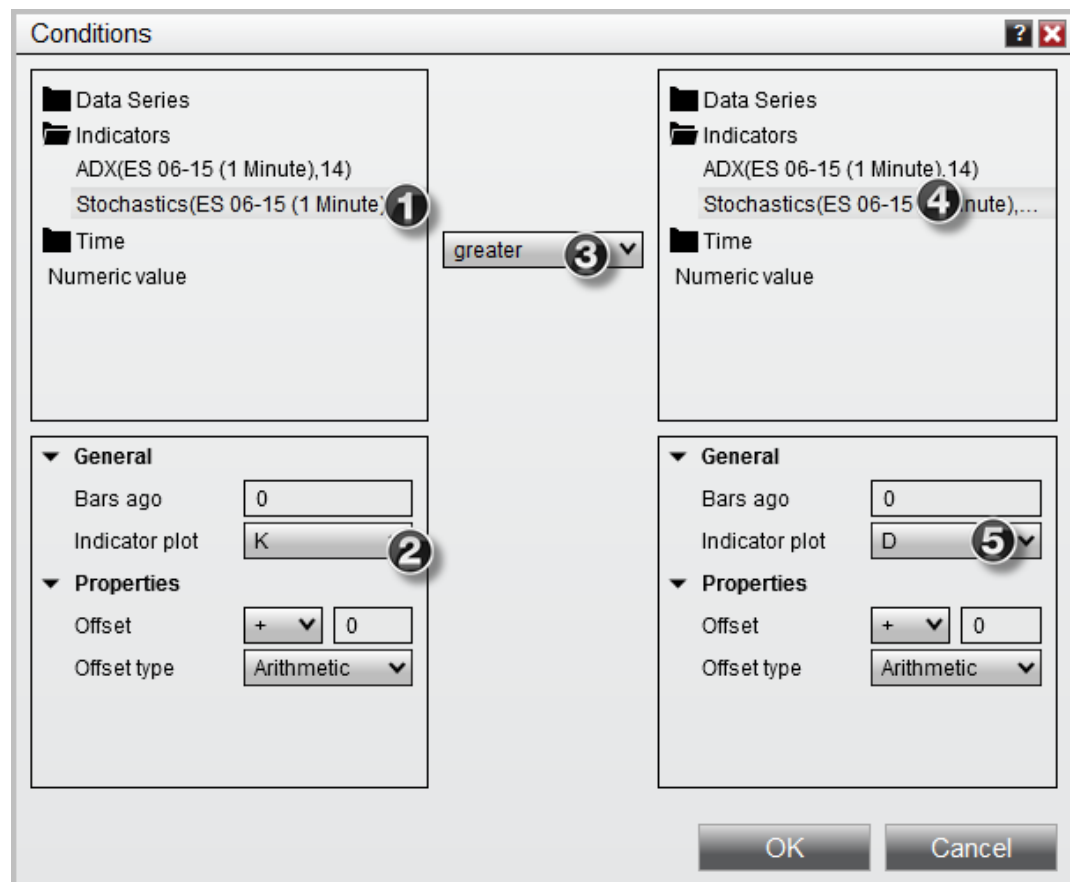 Conditions
?
Data Series
Indicators
ADX(ES 06-15 (1 Minute),14)
Stochastics(ES 06-15 (1 Minute)
1
Time
Numeric value
greater
3
Data Series
Indicators
ADX(ES 06-15 (1 Minute),14)
Stochastics(ES 06-15 4 nute),...
Time
Numeric value
General
Bars ago 0
Indicator plot K
2
Properties
Offset + 0
Offset type Arithmetic
General
Bars ago 0
Indicator plot D
5
Properties
Offset + 0
Offset type Arithmetic
OK Cancel